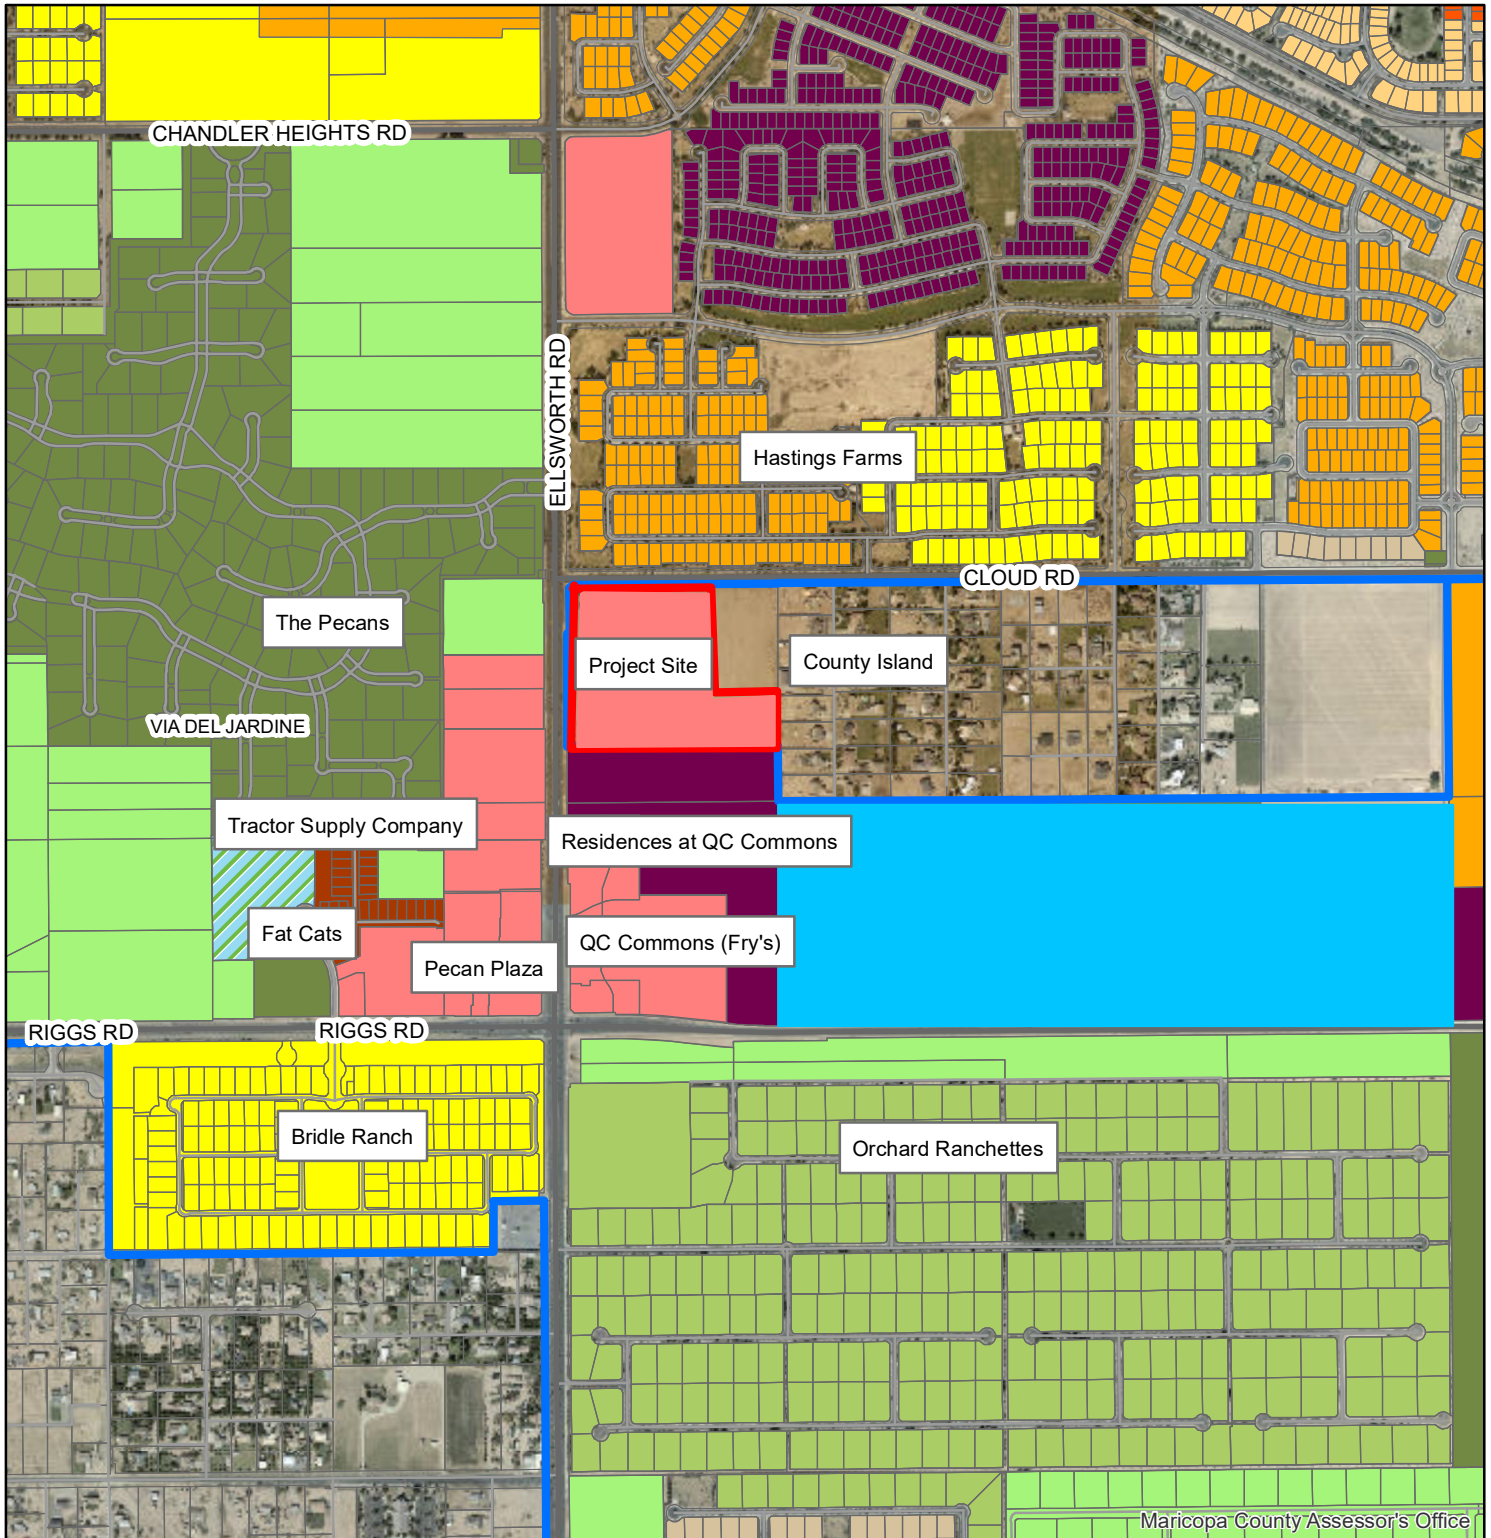 CHANDLER HEIGHTS RD
ELLSWORTH RD
Hastings Farms
CLOUD RD
The Pecans
Project Site
County Island
VIA DEL JARDINE
Tractor Supply Company
Residences at QC Commons
Fat Cats
QC Commons (Fry's)
Pecan Plaza
RIGGS RD
RIGGS RD
Bridle Ranch
Orchard Ranchettes
Maricopa County Assessor's Office